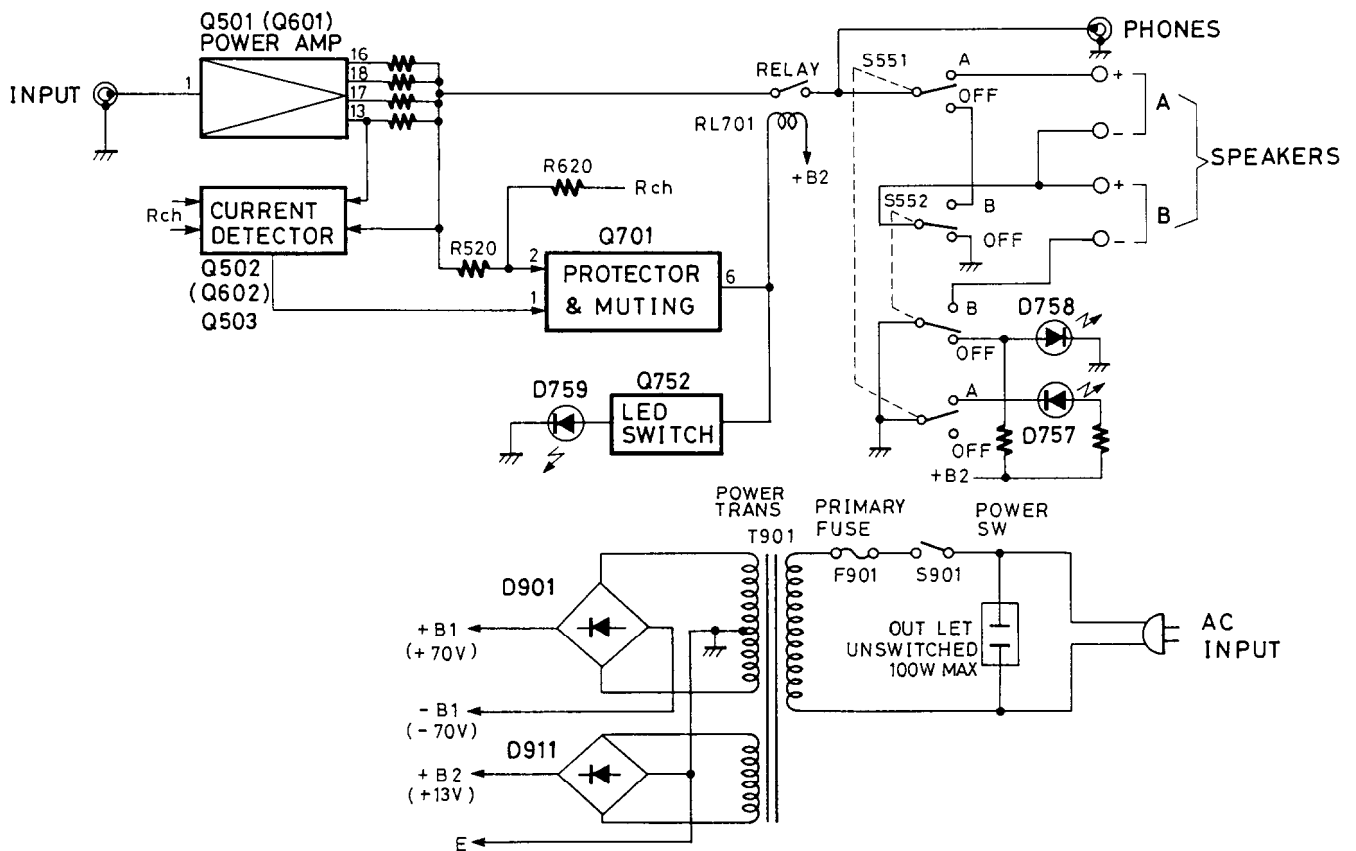 Q501 (Q601)
POWER AMP
INPUT
1
16
18
17
13
RELAY
RL701
+B2
S551
A
OFF
PHONES
+
A
-
SPEAKERS
+
B
-
Rch
CURRENT
DETECTOR
Q502
(Q602)
Q503
R620
Rch
R520
Q701
2
1
PROTECTOR
& MUTING
6
S552
B
OFF
B
OFF
D758
A
OFF
D757
+B2
D759
Q752
LED
SWITCH
POWER
TRANS
T901
PRIMARY
FUSE
F901
POWER
SW
S901
D901
+B1
(+70V)
-B1
(-70V)
D911
+B2
(+13V)
E
OUT LET
UNSWITCHED
100W MAX
AC
INPUT